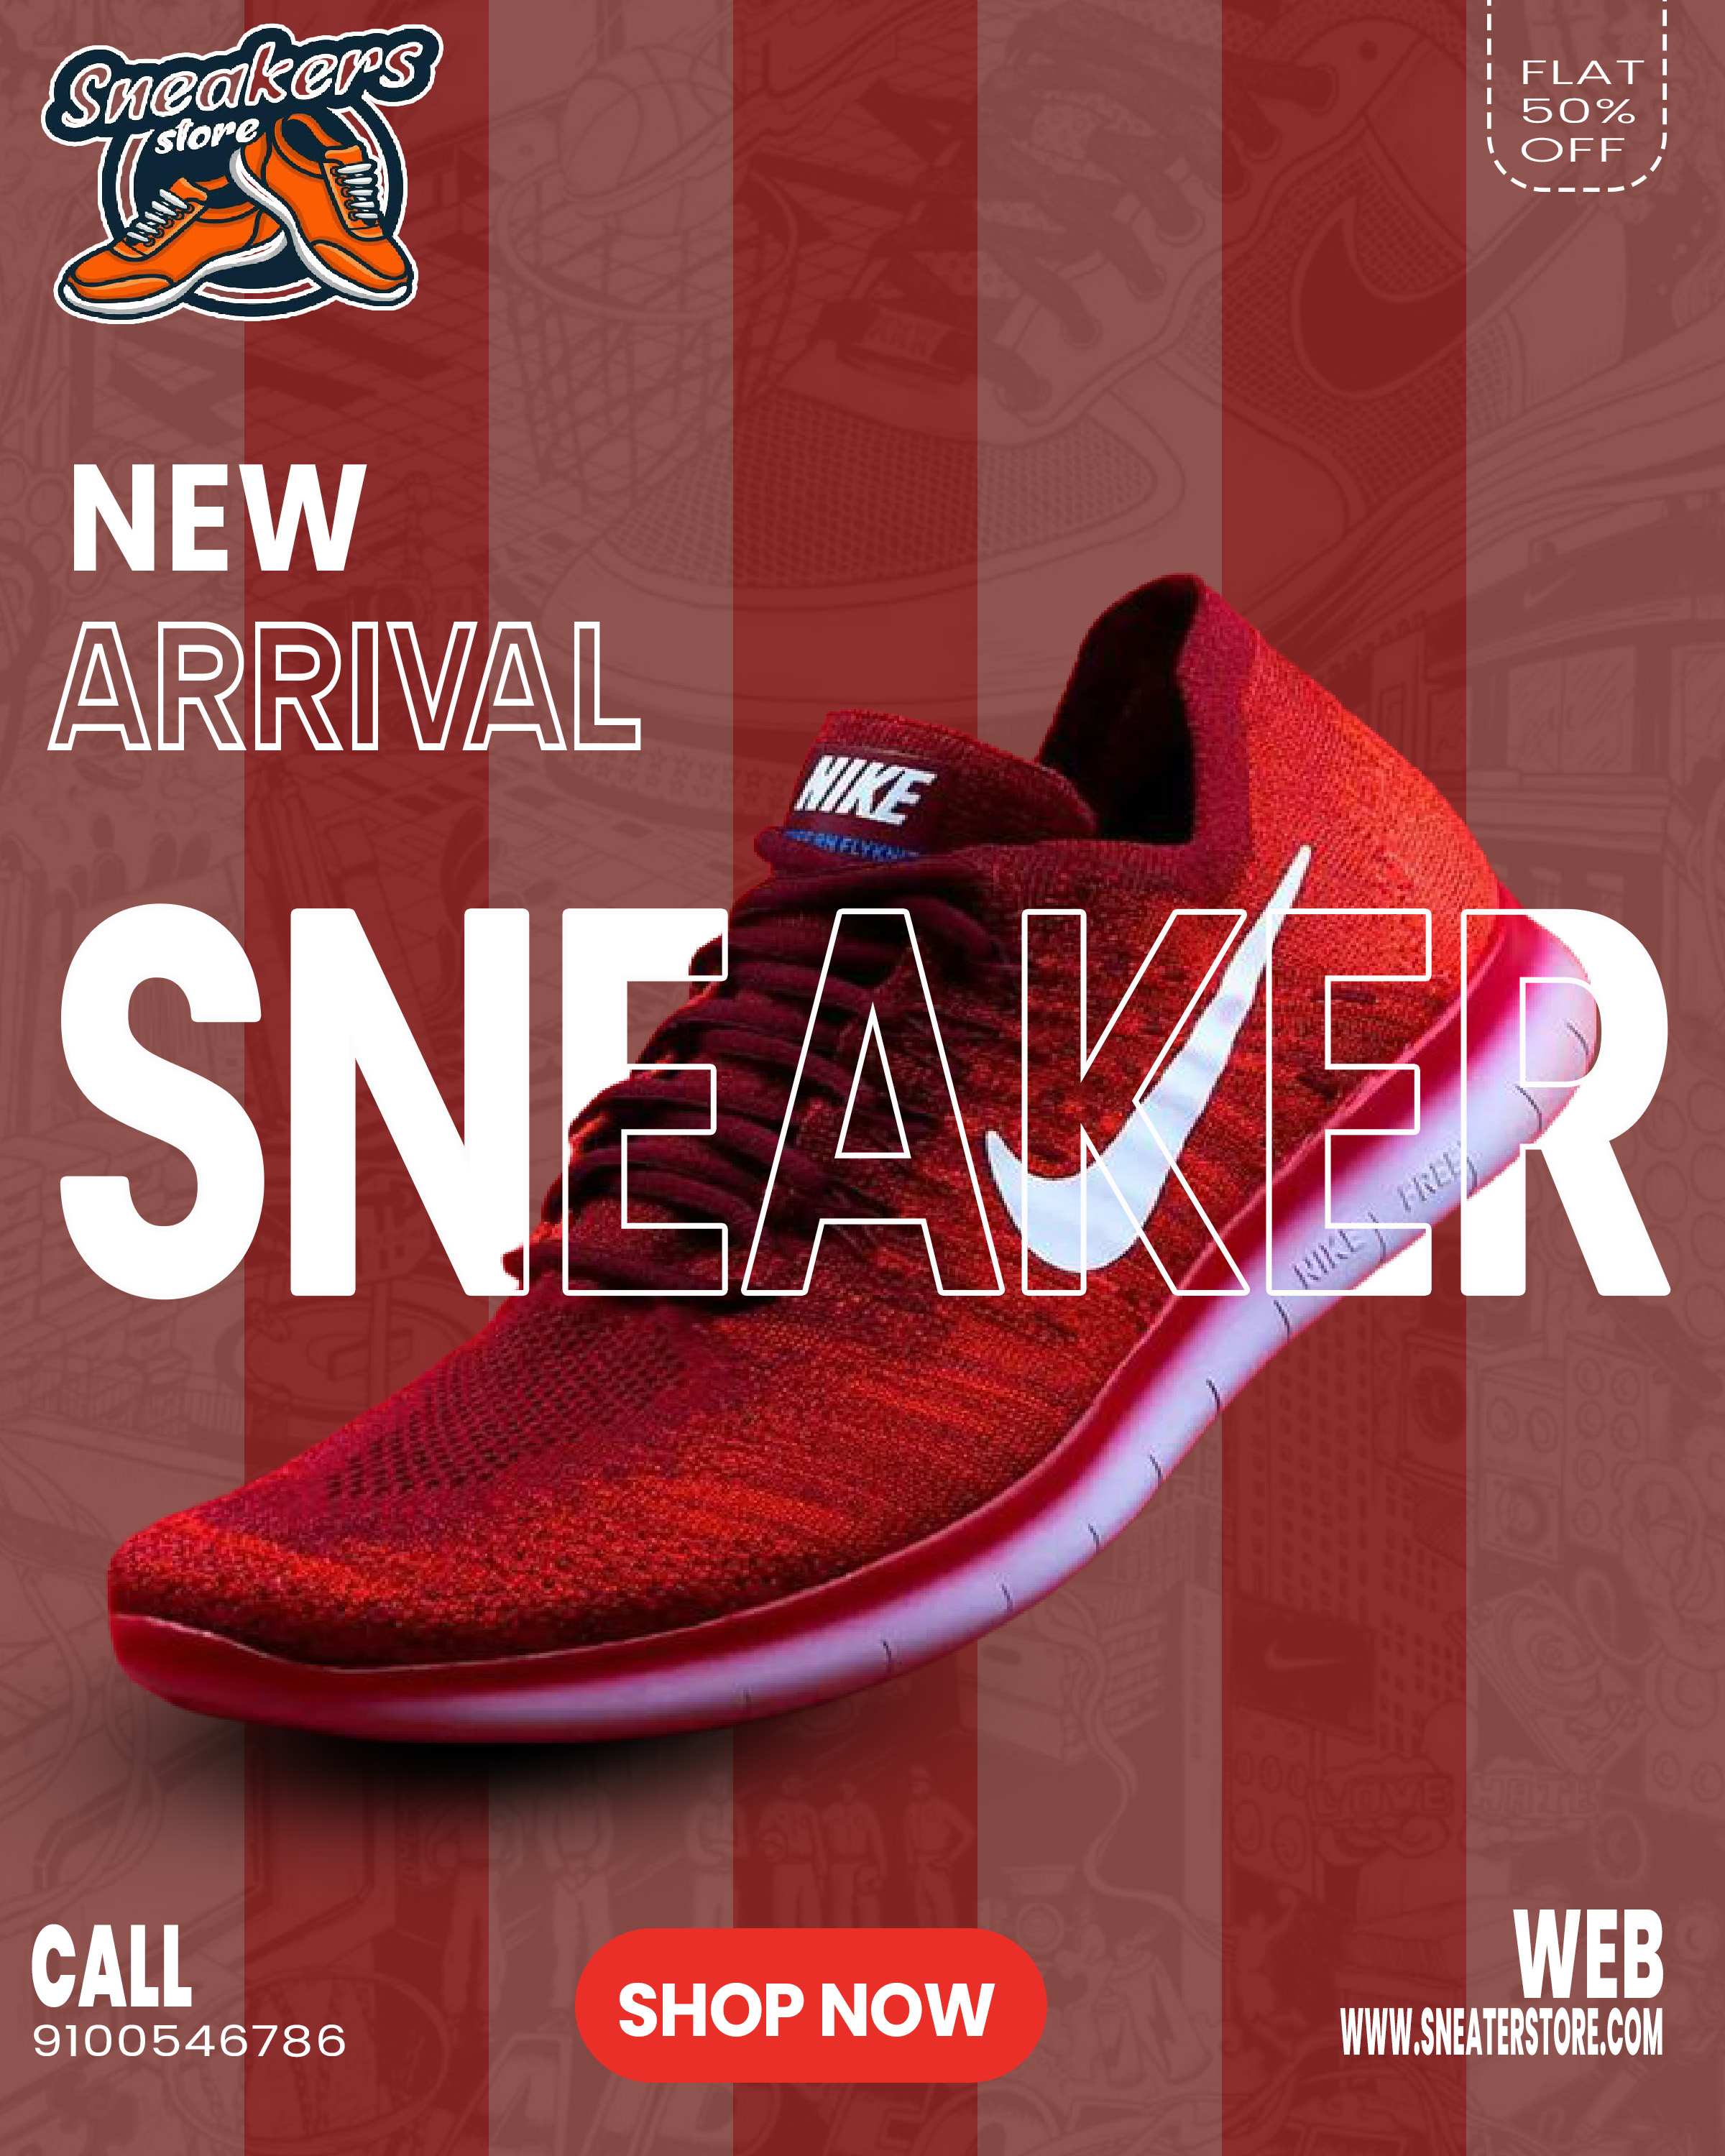 Sneakers
store
FLAT
50%
OFF
NEW
ARRIVAL
NIKE
SNEAKER
NIKE FREE
CALL
9100546786
SHOP NOW
WEB
WWW.SNEATERSTORE.COM